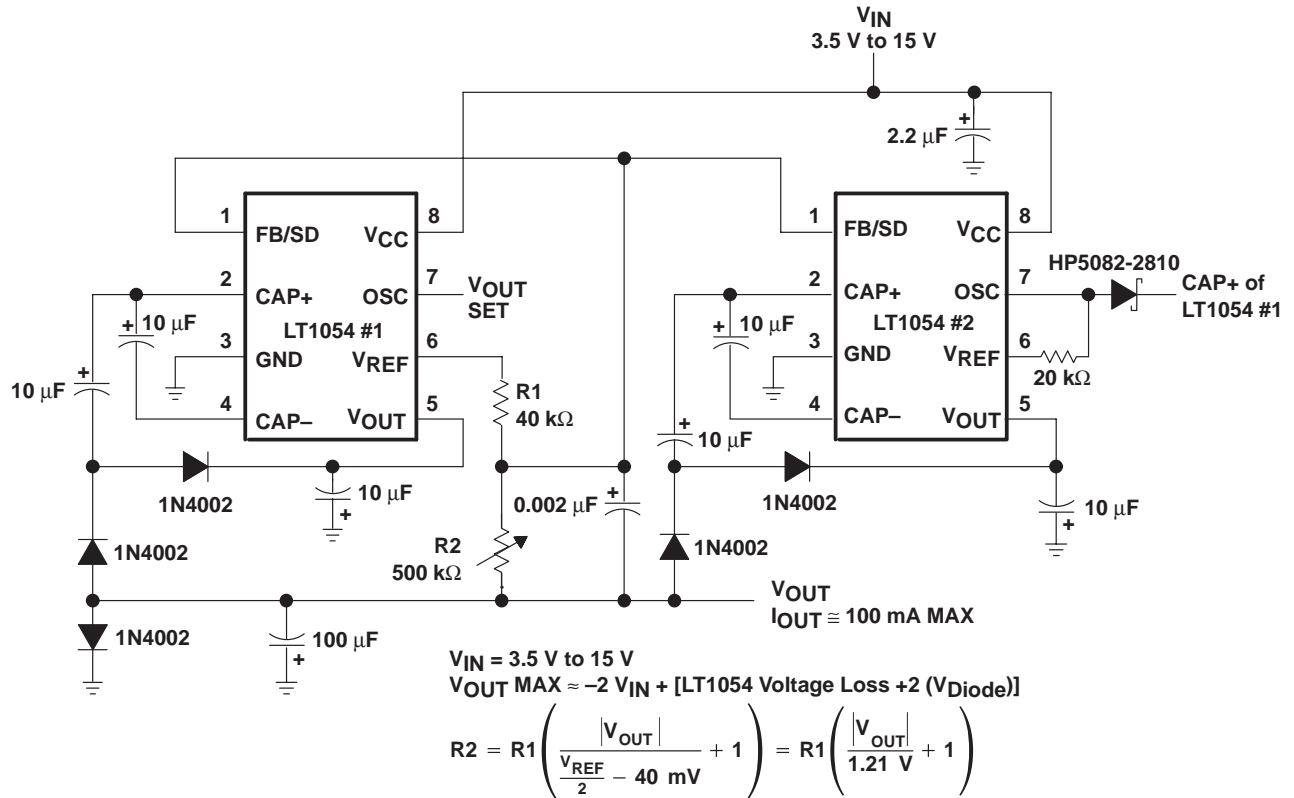 VIN
3.5 V to 15 V
+
2.2 μF
1
FB/SD
VCC
8
2
CAP+
OSC
7
VOUT
SET
+
10 μF
LT1054 #1
3
GND
VREF
6
R1
40 kΩ
+
10 μF
4
CAP–
VOUT
5
1N4002
10 μF
+
1N4002
1N4002
100 μF
+
R2
500 kΩ
0.002 μF
+
1
FB/SD
VCC
8
2
CAP+
OSC
7
HP5082-2810
CAP+ of
LT1054 #1
+
10 μF
LT1054 #2
3
GND
VREF
6
20 kΩ
4
CAP–
VOUT
5
+
10 μF
1N4002
10 μF
+
1N4002
VOUT
IOUT ≅ 100 mA MAX
VIN = 3.5 V to 15 V
VOUT MAX ≈ –2 VIN + [LT1054 Voltage Loss +2 (VDiode)]
R2 = R1 ( |VOUT| / (VREF/2 – 40 mV) + 1 ) = R1 ( |VOUT| / 1.21 V + 1 )